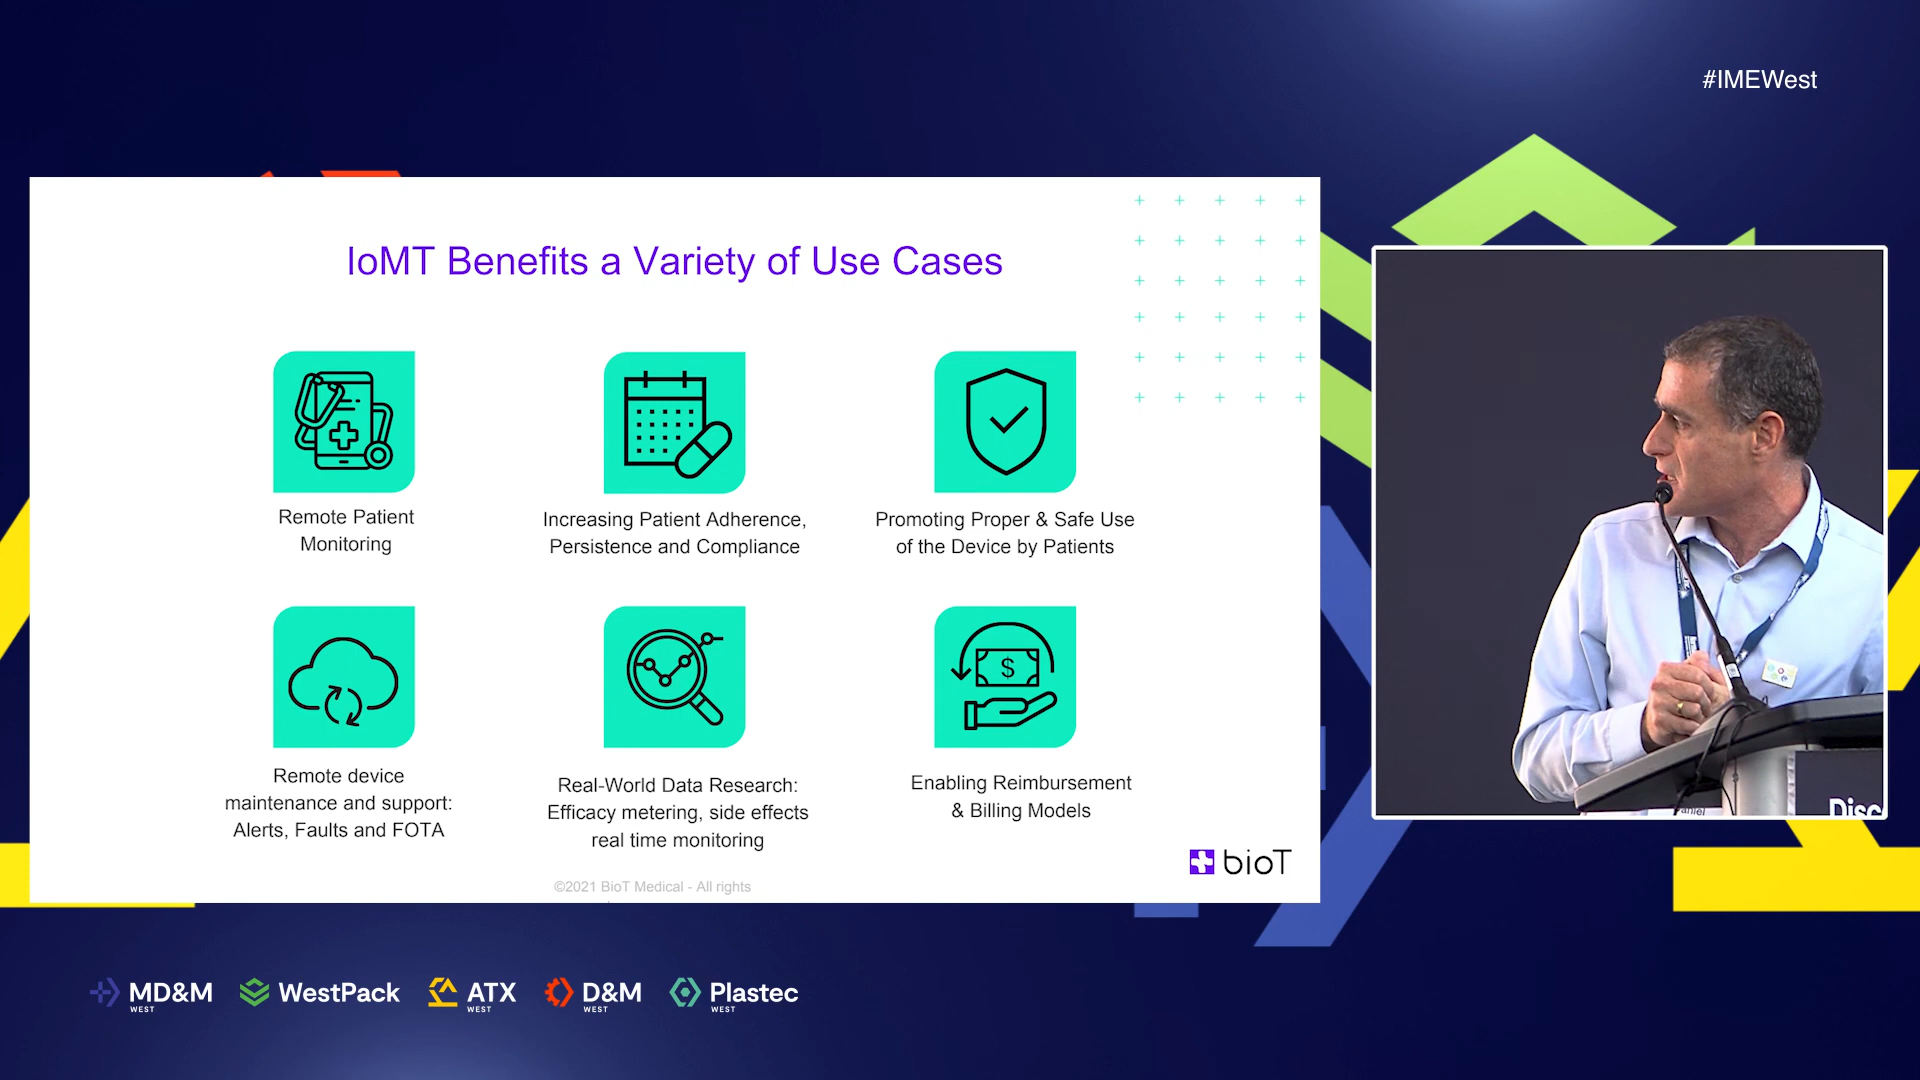 #IMEWest
IoMT Benefits a Variety of Use Cases
Remote Patient
Monitoring
Increasing Patient Adherence,
Persistence and Compliance
Promoting Proper & Safe Use
of the Device by Patients
$
Remote device
maintenance and support:
Alerts, Faults and FOTA
Real-World Data Research:
Efficacy metering, side effects
real time monitoring
Enabling Reimbursement
& Billing Models
bioT
©2021 BioT Medical - All rights
Daniel
Disc
MD&M
WEST
WestPack
ATX
WEST
D&M
WEST
Plastec
WEST